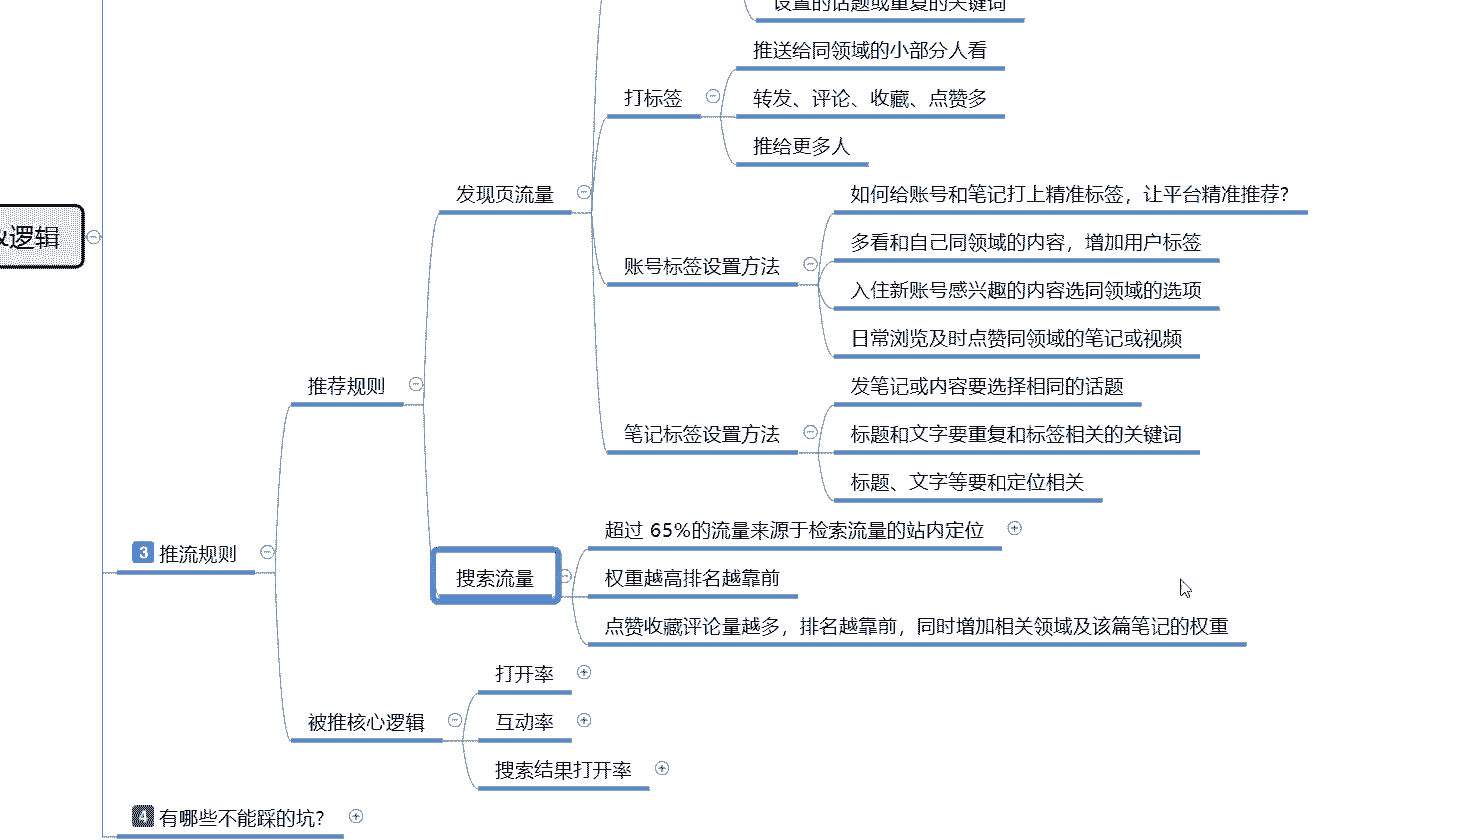 设置的话题或重复的关键词
推送给同领域的小部分人看
打标签
转发、评论、收藏、点赞多
推给更多人
发现页流量
如何给账号和笔记打上精准标签，让平台精准推荐？
多看和自己同领域的内容，增加用户标签
账号标签设置方法
入住新账号感兴趣的内容选同领域的选项
日常浏览及时点赞同领域的笔记或视频
逻辑
推荐规则
发笔记或内容要选择相同的话题
笔记标签设置方法
标题和文字要重复和标签相关的关键词
标题、文字等要和定位相关
3 推流规则
超过 65%的流量来源于检索流量的站内定位
搜索流量
权重越高排名越靠前
点赞收藏评论量越多，排名越靠前，同时增加相关领域及该篇笔记的权重
打开率
被推核心逻辑
互动率
搜索结果打开率
4 有哪些不能踩的坑？